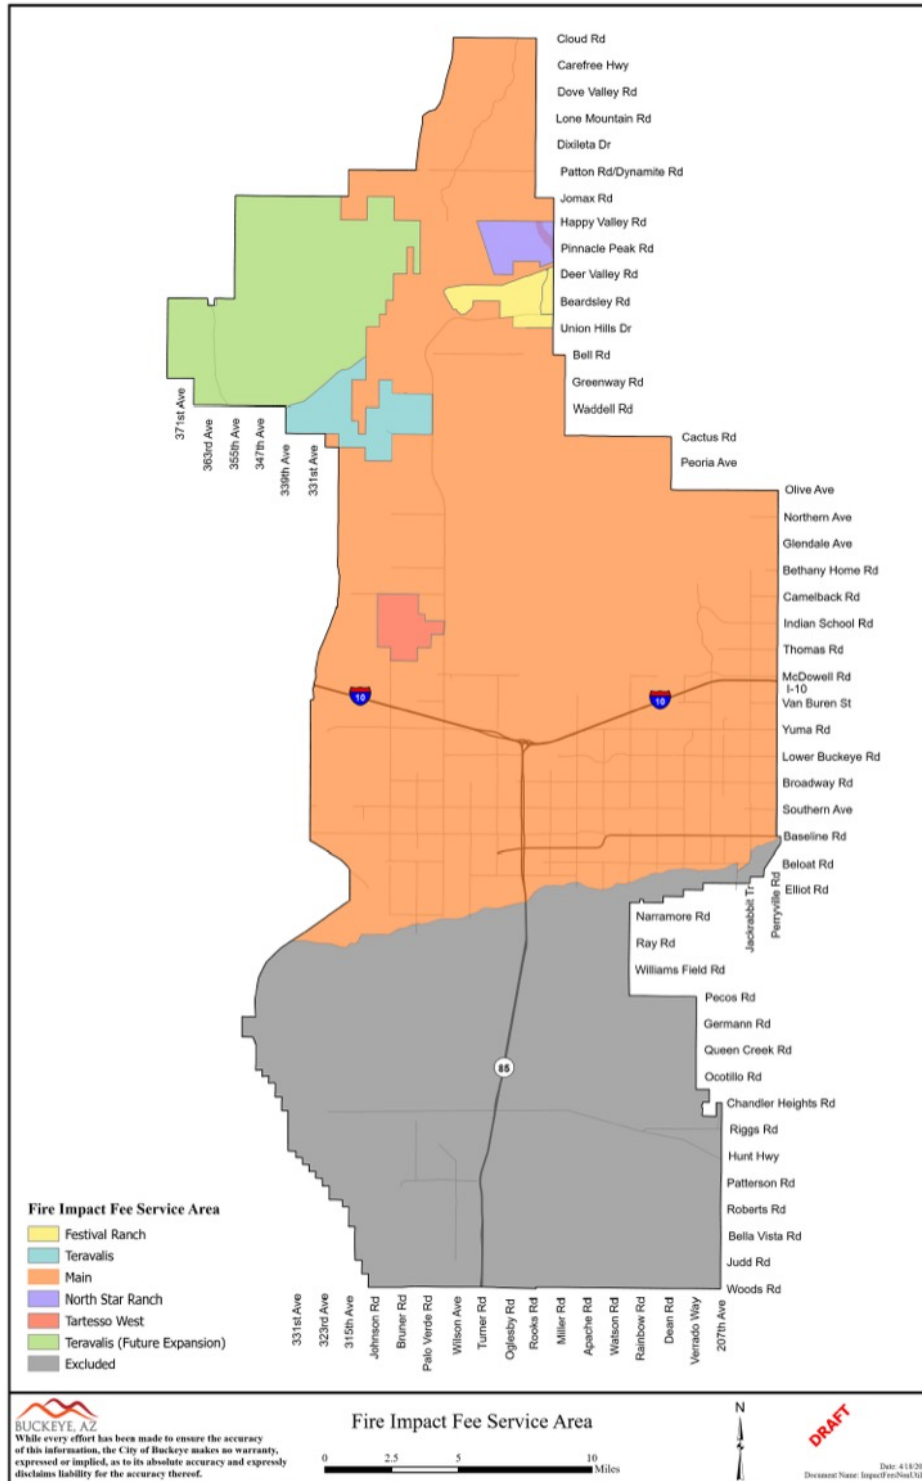 Cloud Rd
Carefree Hwy
Dove Valley Rd
Lone Mountain Rd
Dixileta Dr
Patton Rd/Dynamite Rd
Jomax Rd
Happy Valley Rd
Pinnacle Peak Rd
Deer Valley Rd
Beardsley Rd
Union Hills Dr
Bell Rd
Greenway Rd
Waddell Rd
371st Ave
363rd Ave
355th Ave
347th Ave
339th Ave
331st Ave
Cactus Rd
Peoria Ave
Olive Ave
Northern Ave
Glendale Ave
Bethany Home Rd
Camelback Rd
Indian School Rd
Thomas Rd
McDowell Rd
I-10
10
10
Van Buren St
Yuma Rd
Lower Buckeye Rd
Broadway Rd
Southern Ave
Baseline Rd
Beloat Rd
Elliot Rd
Jackrabbit Tr
Perryville Rd
Narramore Rd
Ray Rd
Williams Field Rd
Pecos Rd
Germann Rd
Queen Creek Rd
Ocotillo Rd
85
Chandler Heights Rd
Riggs Rd
Hunt Hwy
Patterson Rd
Roberts Rd
Bella Vista Rd
Judd Rd
Woods Rd
Fire Impact Fee Service Area
Festival Ranch
Teravalis
Main
North Star Ranch
Tartesso West
Teravalis (Future Expansion)
Excluded
331st Ave
323rd Ave
315th Ave
Johnson Rd
Bruner Rd
Palo Verde Rd
Wilson Ave
Turner Rd
Oglesby Rd
Rooks Rd
Miller Rd
Apache Rd
Watson Rd
Rainbow Rd
Dean Rd
Verrado Way
207th Ave
BUCKEYE, AZ
While every effort has been made to ensure the accuracy
of this information, the City of Buckeye makes no warranty,
expressed or implied, as to its absolute accuracy and expressly
disclaims liability for the accuracy thereof.
Fire Impact Fee Service Area
0 2.5 5 10
Miles
N
DRAFT
Date: 4/18/20
Document Name: